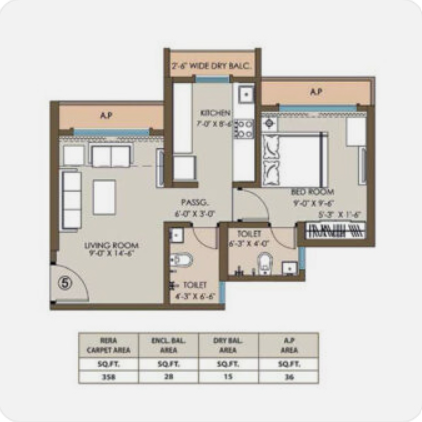 2'-6" WIDE DRY BALC.
A.P
A.P
KITCHEN
7'-0" X 8'-6"
BED ROOM
9'-0" X 9'-6"
5'-3" X 1'-6"
PASSG.
6'-0" X 3'-0"
LIVING ROOM
9'-0" X 14'-6"
TOILET
6'-3" X 4'-0"
TOILET
4'-3" X 6'-6"
5
RERA CARPET AREA
ENCL. BAL. AREA
DRY BAL. AREA
A.P AREA
SQ.FT. SQ.FT. SQ.FT. SQ.FT.
358 28 15 36